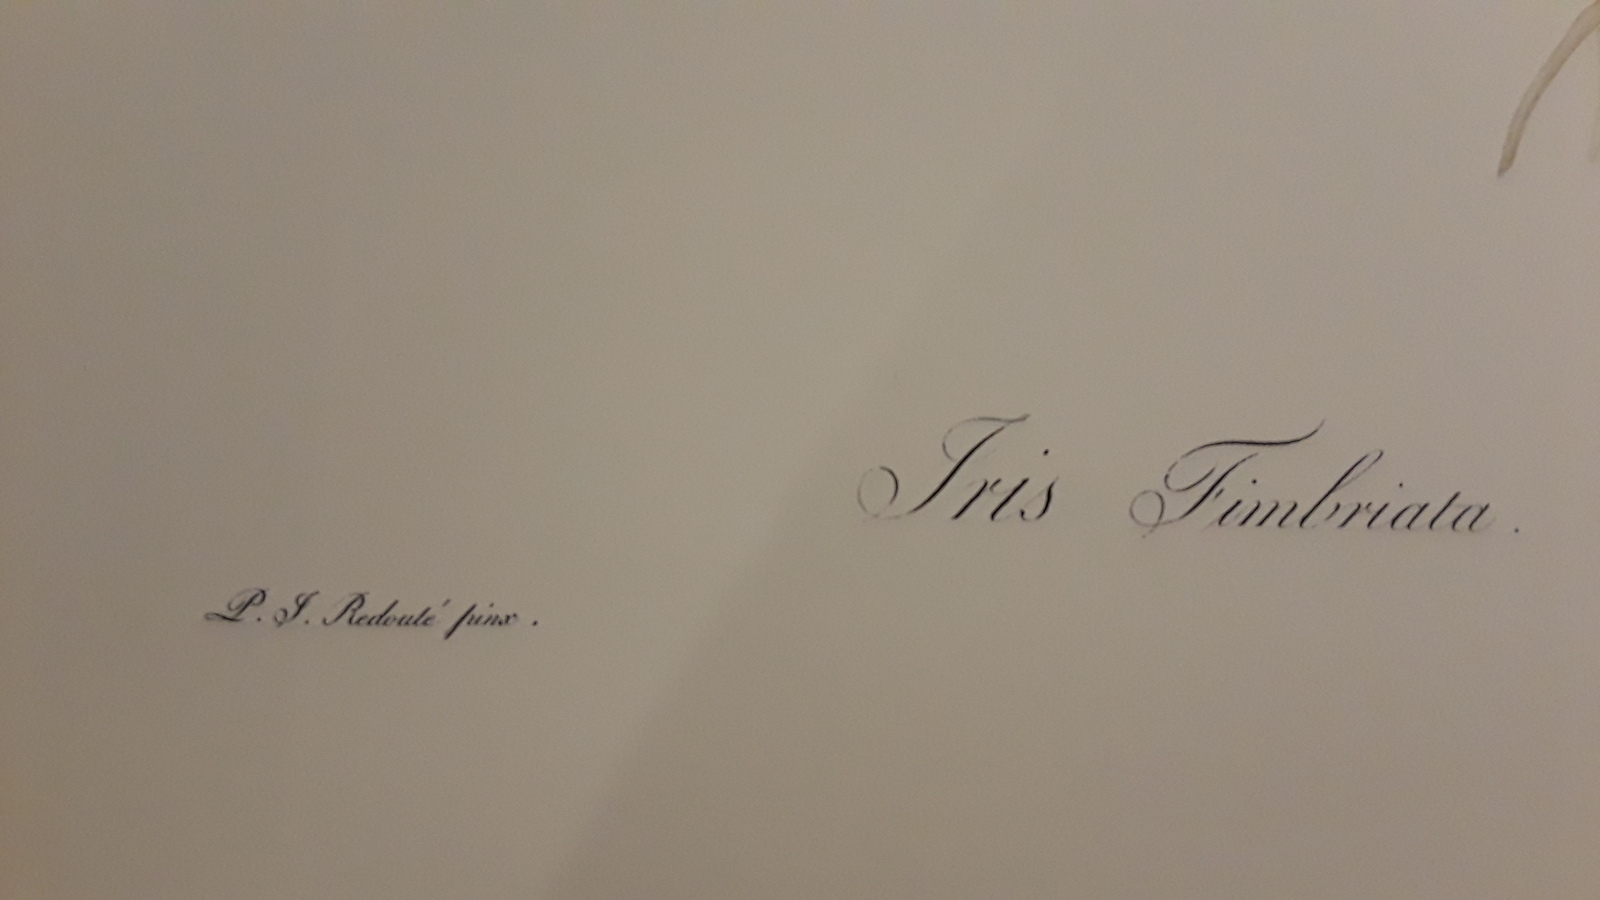 Iris Fimbriata.
P. J. Redouté pinx.